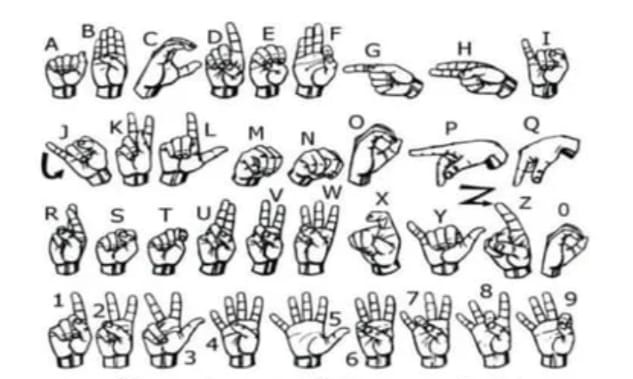 A B C D E F G H I
J K L M N O P Q
R S T U V W X Y Z 0
1 2 3 4 5 6 7 8 9